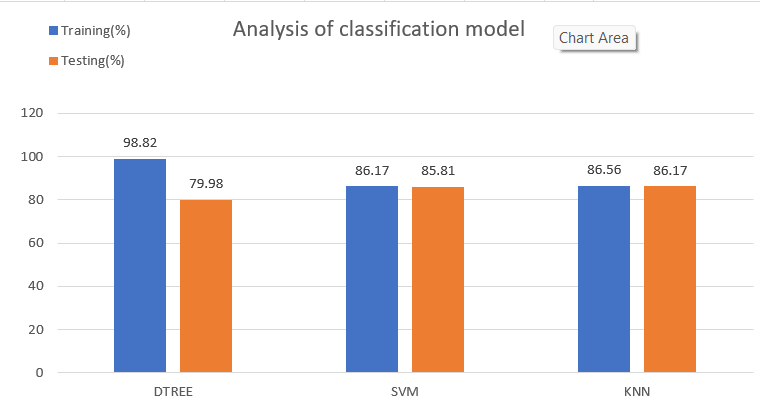 Analysis of classification model
Chart Area
Training(%)
Testing(%)
120
100
80
60
40
20
0
98.82
79.98
86.17
85.81
86.56
86.17
DTREE
SVM
KNN